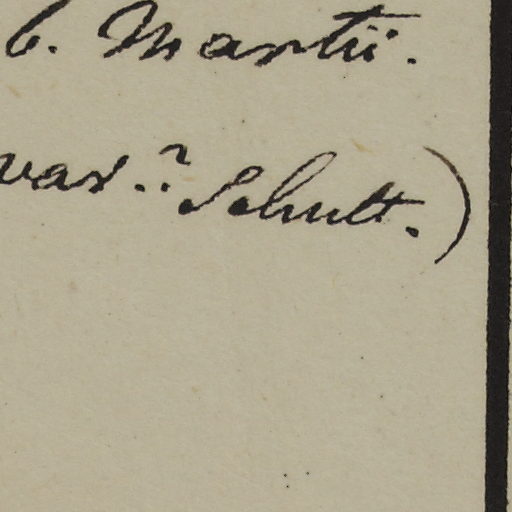 b. Martii.
var.? Schult.)